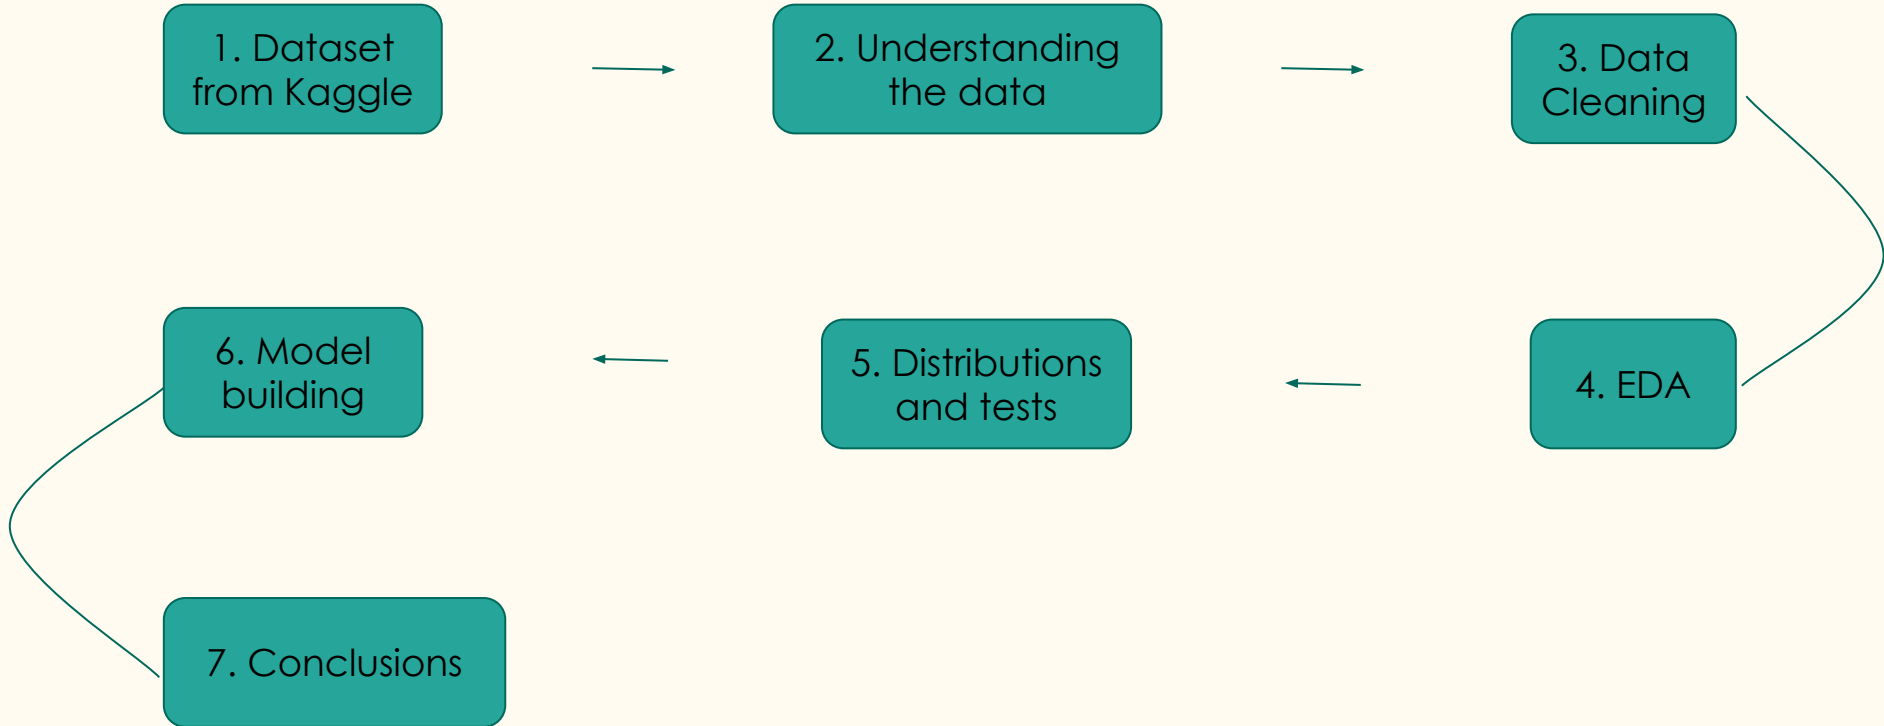 1. Dataset
from Kaggle
2. Understanding
the data
3. Data
Cleaning
4. EDA
5. Distributions
and tests
6. Model
building
7. Conclusions